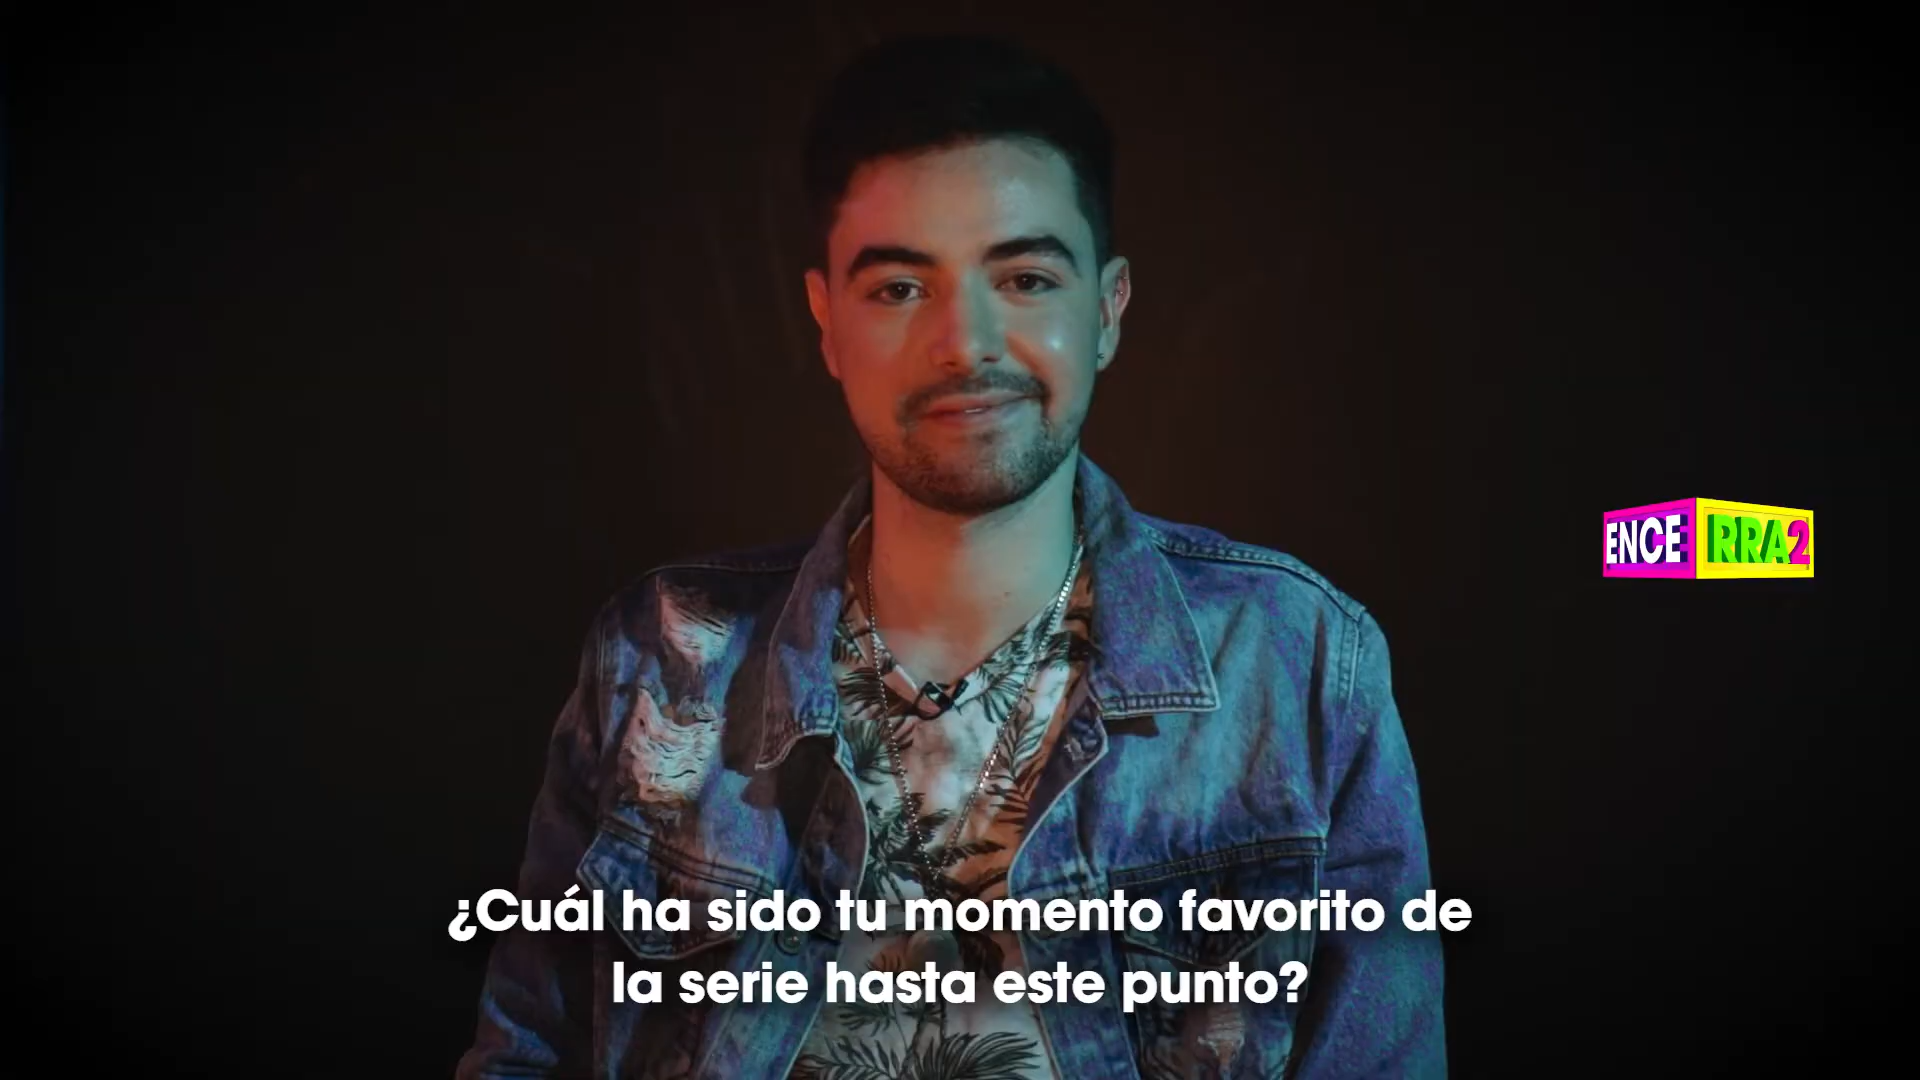 ENCE RRA2
¿Cuál ha sido tu momento favorito de
la serie hasta este punto?